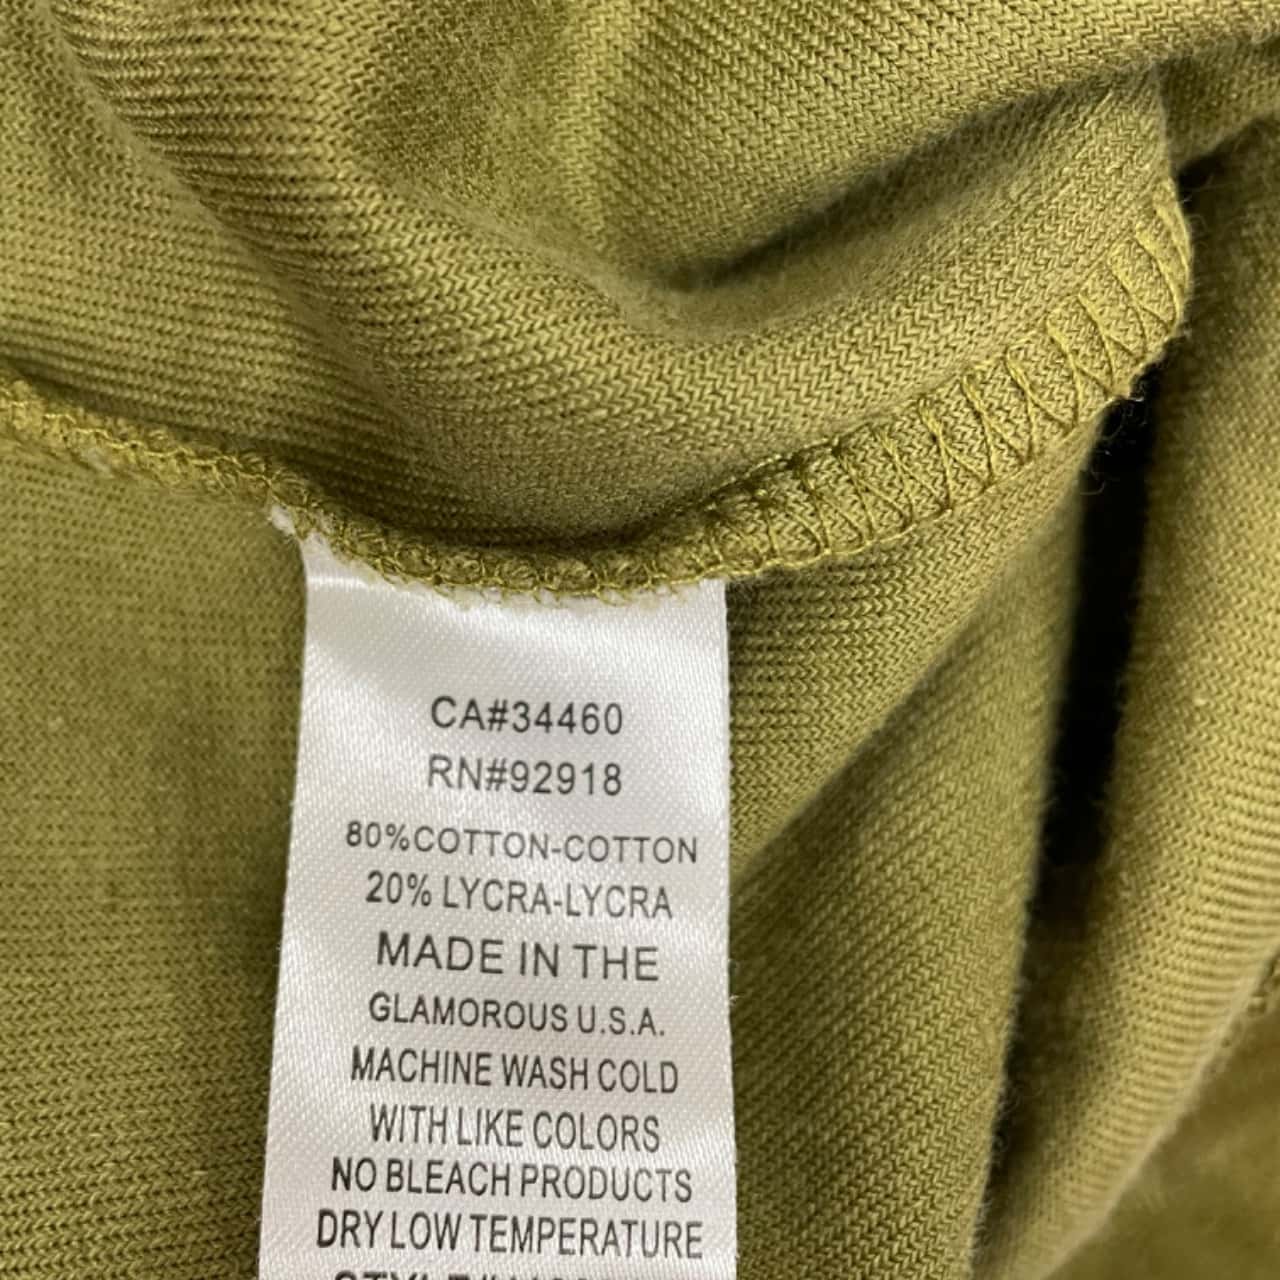 CA#34460
RN#92918
80%COTTON-COTTON
20% LYCRA-LYCRA
MADE IN THE
GLAMOROUS U.S.A.
MACHINE WASH COLD
WITH LIKE COLORS
NO BLEACH PRODUCTS
DRY LOW TEMPERATURE